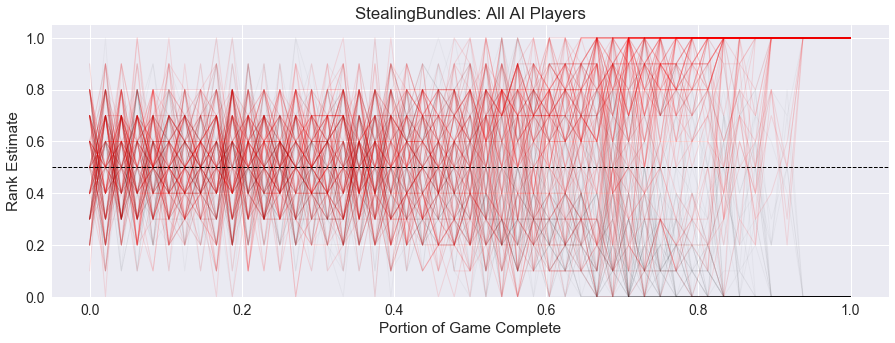 StealingBundles: All AI Players
Rank Estimate
1.0
0.8
0.6
0.4
0.2
0.0
0.0 0.2 0.4 0.6 0.8 1.0
Portion of Game Complete